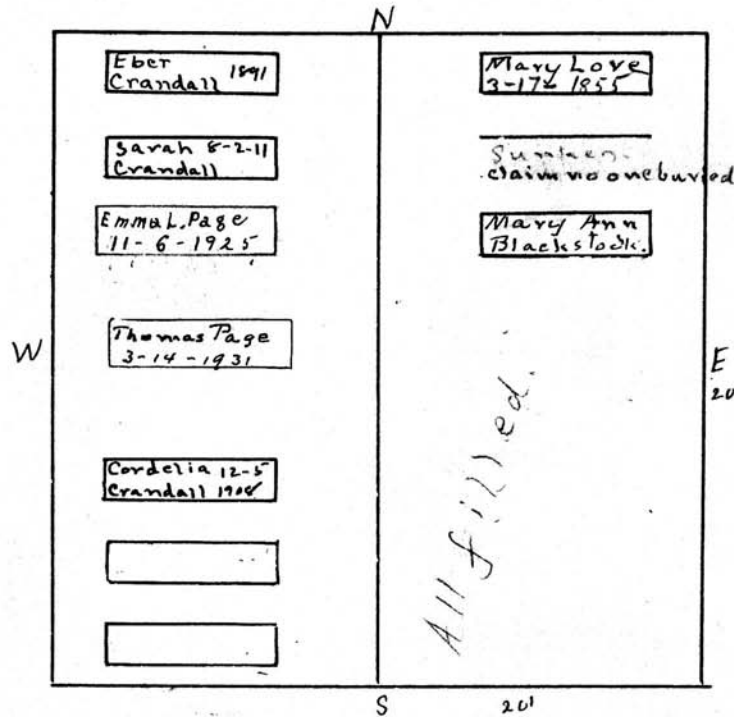 N
Eber 1891
Crandall
Sarah 8-2-11
Crandall
Emma L. Page
11-6-1925
W
Thomas Page
3-14-1931
Cordelia 12-5
Crandall 1908
Mary Love
3-17-1855
Sunken
claim no one buried
Mary Ann
Blackstock.
E
20
All filled.
S
201